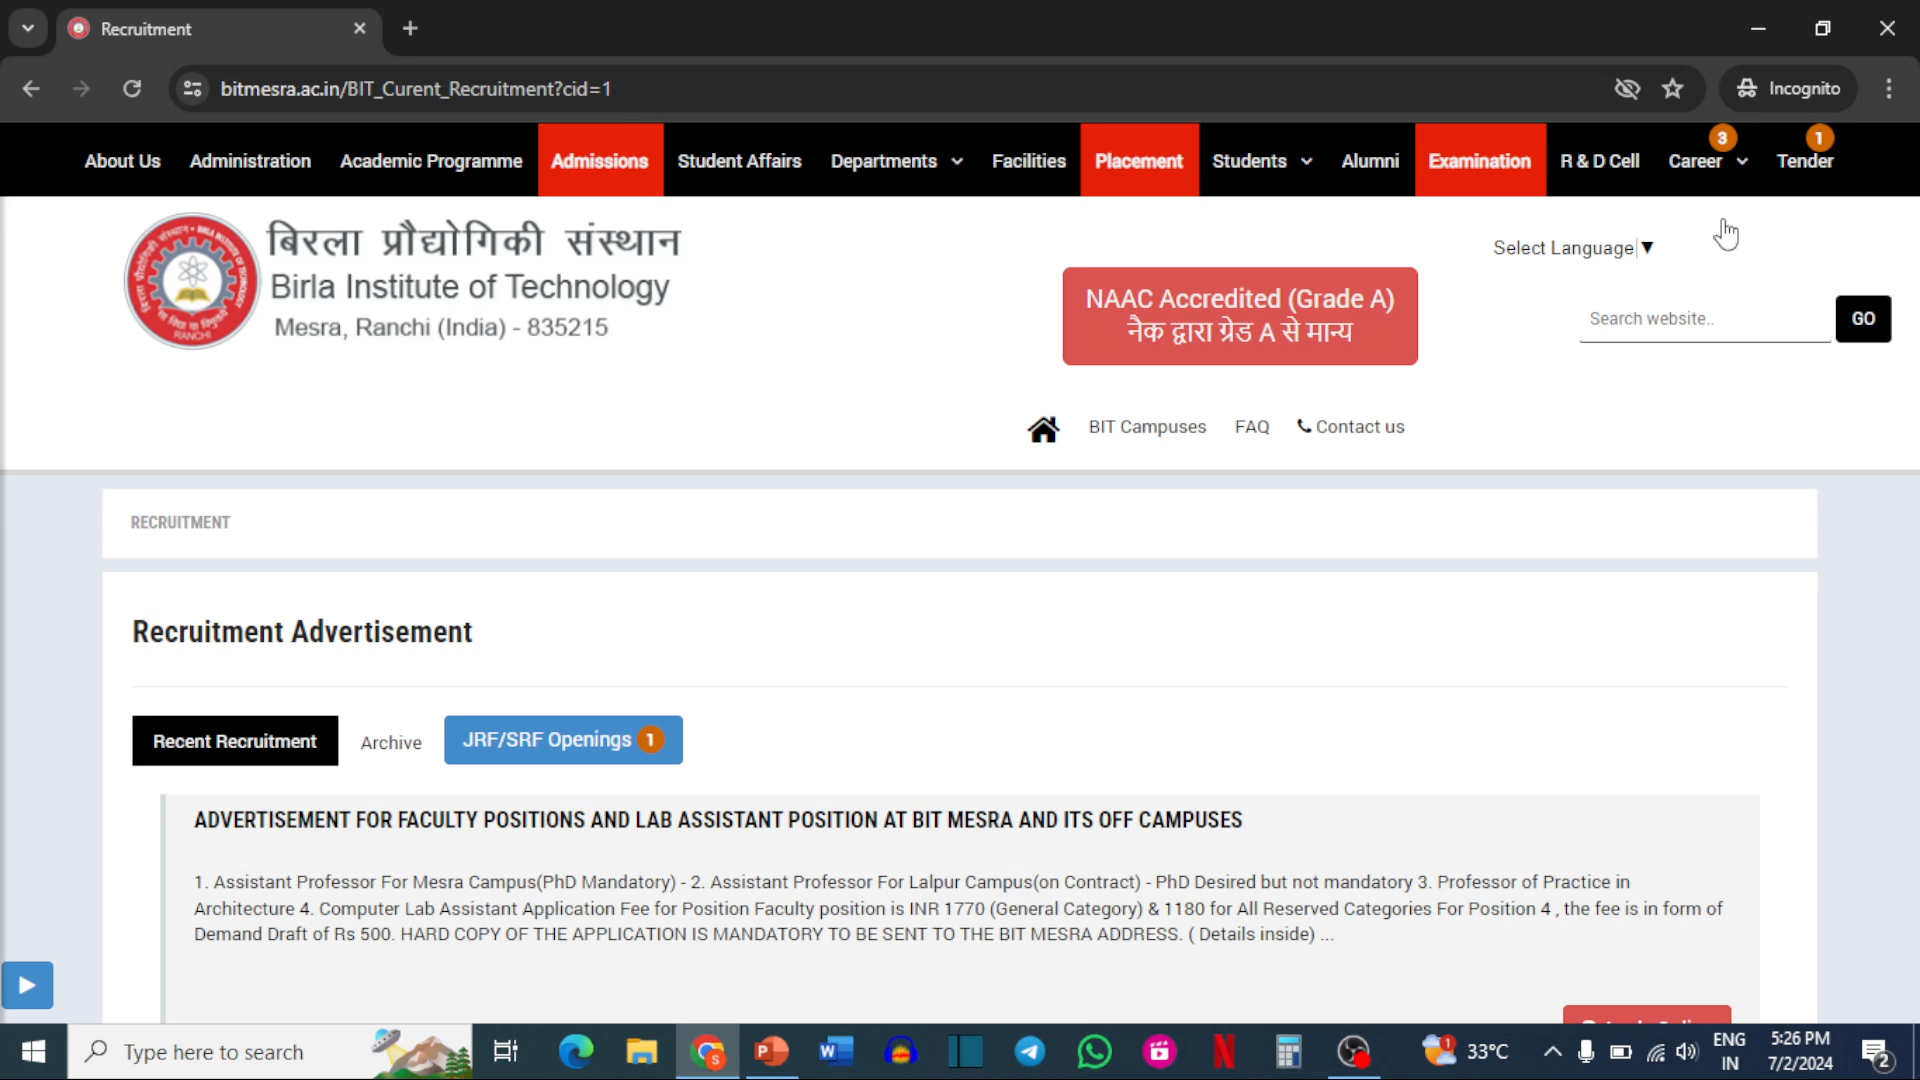 Recruitment
bitmesra.ac.in/BIT_Curent_Recruitment?cid=1
Incognito
About Us Administration Academic Programme Admissions Student Affairs Departments Facilities Placement Students Alumni Examination R & D Cell Career 3 Tender 1
बिरला प्रौद्योगिकी संस्थान
Birla Institute of Technology
Mesra, Ranchi (India) - 835215
RANCHI
NAAC Accredited (Grade A)
नैक द्वारा ग्रेड A से मान्य
Select Language ▼
Search website..
GO
BIT Campuses FAQ Contact us
RECRUITMENT
Recruitment Advertisement
Recent Recruitment Archive JRF/SRF Openings 1
ADVERTISEMENT FOR FACULTY POSITIONS AND LAB ASSISTANT POSITION AT BIT MESRA AND ITS OFF CAMPUSES
1. Assistant Professor For Mesra Campus(PhD Mandatory) - 2. Assistant Professor For Lalpur Campus(on Contract) - PhD Desired but not mandatory 3. Professor of Practice in
Architecture 4. Computer Lab Assistant Application Fee for Position Faculty position is INR 1770 (General Category) & 1180 for All Reserved Categories For Position 4 , the fee is in form of
Demand Draft of Rs 500. HARD COPY OF THE APPLICATION IS MANDATORY TO BE SENT TO THE BIT MESRA ADDRESS. ( Details inside) ...
Type here to search
33°C
ENG
IN
5:26 PM
7/2/2024
2